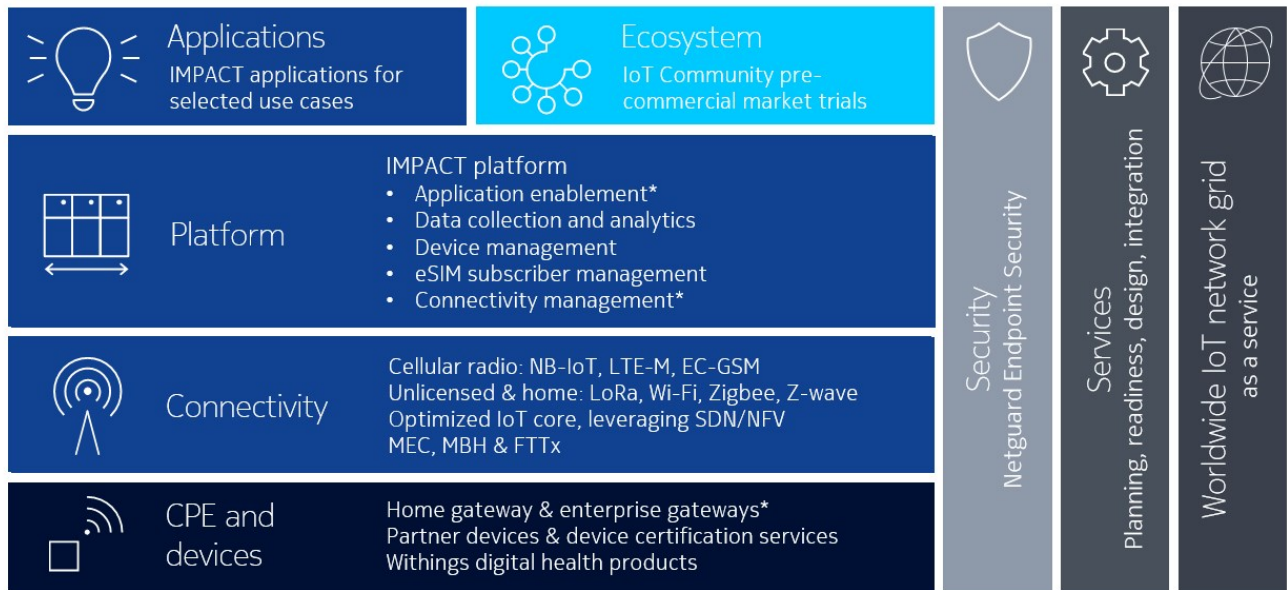 Applications
IMPACT applications for
selected use cases
Ecosystem
IoT Community pre-
commercial market trials
Platform
IMPACT platform
• Application enablement*
• Data collection and analytics
• Device management
• eSIM subscriber management
• Connectivity management*
Connectivity
Cellular radio: NB-IoT, LTE-M, EC-GSM
Unlicensed & home: LoRa, Wi-Fi, Zigbee, Z-wave
Optimized IoT core, leveraging SDN/NFV
MEC, MBH & FTTx
CPE and
devices
Home gateway & enterprise gateways*
Partner devices & device certification services
Withings digital health products
Security
Netguard Endpoint Security
Services
Planning, readiness, design, integration
Worldwide IoT network grid
as a service